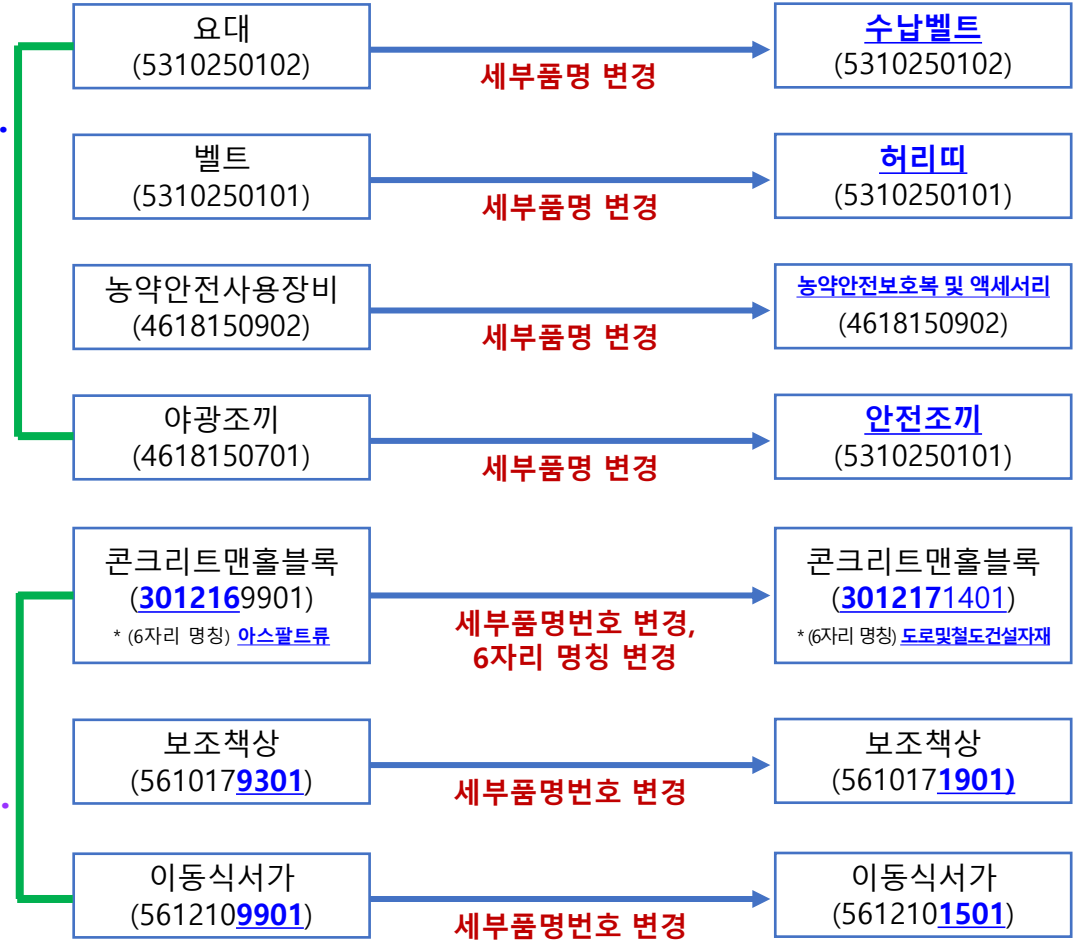 요대
(5310250102)
세부품명 변경
수납벨트
(5310250102)
벨트
(5310250101)
세부품명 변경
허리띠
(5310250101)
농약안전사용장비
(4618150902)
세부품명 변경
농약안전보호복 및 액세서리
(4618150902)
야광조끼
(4618150701)
세부품명 변경
안전조끼
(5310250101)
콘크리트맨홀블록
(3012169901)
* (6자리 명칭) 아스팔트류
세부품명번호 변경,
6자리 명칭 변경
콘크리트맨홀블록
(3012171401)
* (6자리 명칭) 도로및철도건설자재
보조책상
(5610179301)
세부품명번호 변경
보조책상
(5610171901)
이동식서가
(5612109901)
세부품명번호 변경
이동식서가
(5612101501)